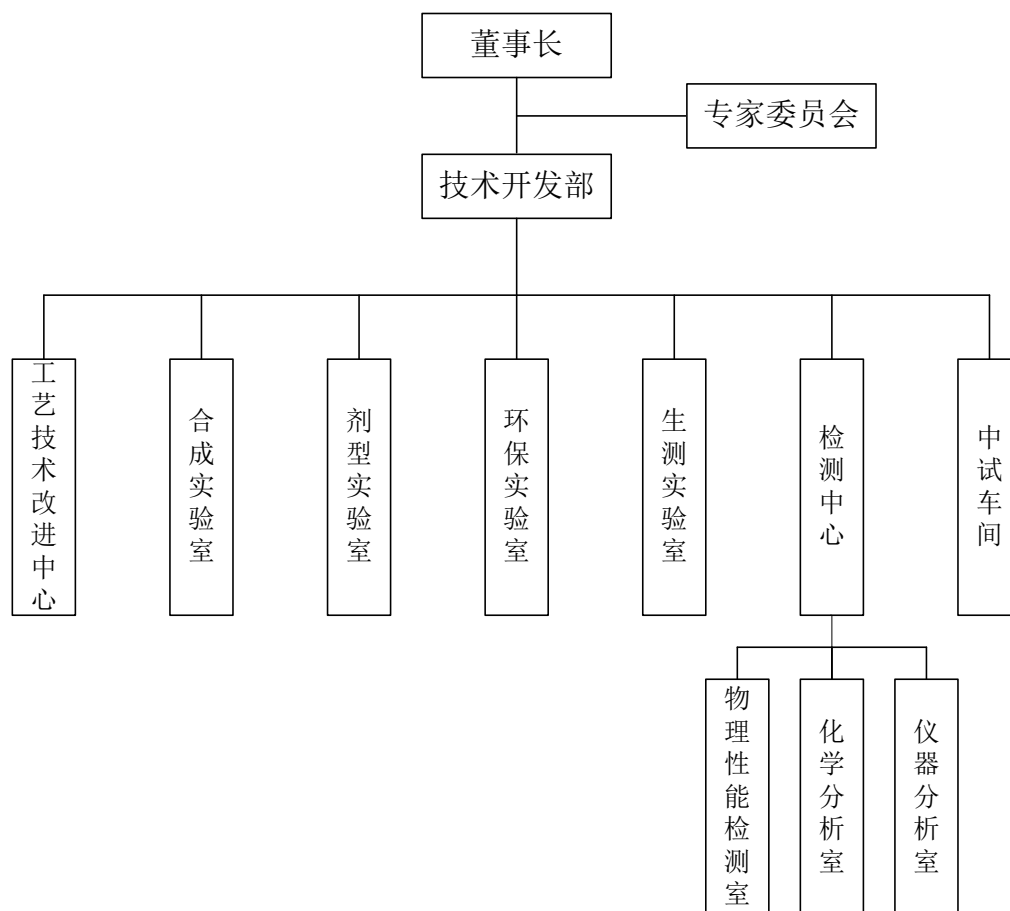 董事长
专家委员会
技术开发部
工艺技术改进中心
合成实验室
剂型实验室
环保实验室
生测实验室
检测中心
中试车间
物理性能检测室
化学分析室
仪器分析室